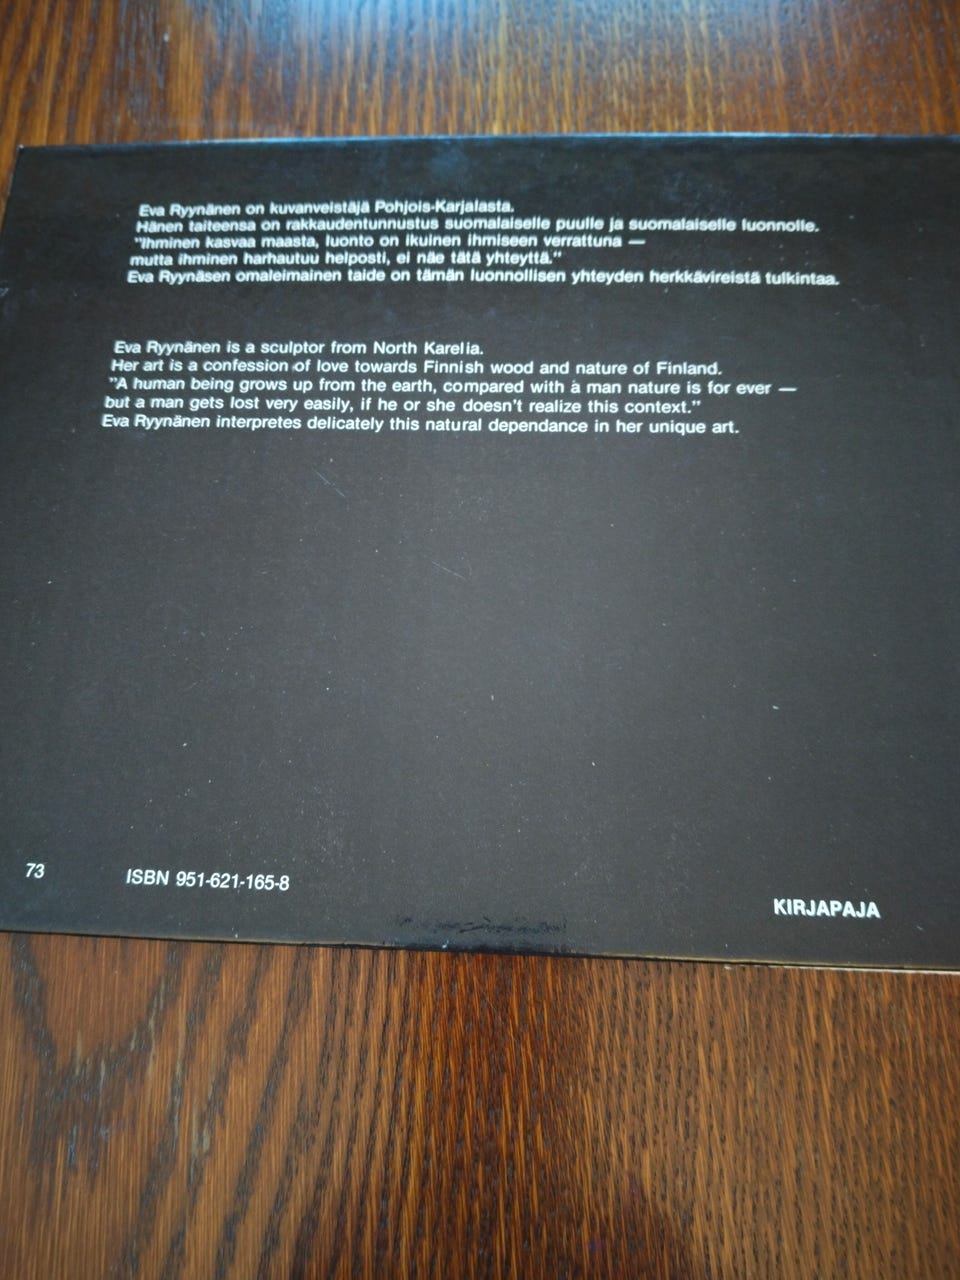 Eva Ryynänen on kuvanveistäjä Pohjois-Karjalasta.
Hänen taiteensa on rakkaudentunnustus suomalaiselle puulle ja suomalaiselle luonnolle.
"Ihminen kasvaa maasta, luonto on ikuinen ihmiseen verrattuna —
mutta ihminen harhautuu helposti, ei näe tätä yhteyttä."
Eva Ryynäsen omaleimainen taide on tämän luonnollisen yhteyden herkkävireistä tulkintaa.
Eva Ryynänen is a sculptor from North Karelia.
Her art is a confession of love towards Finnish wood and nature of Finland.
"A human being grows up from the earth, compared with a man nature is for ever —
but a man gets lost very easily, if he or she doesn't realize this context."
Eva Ryynänen interpretes delicately this natural dependance in her unique art.
73 ISBN 951-621-165-8
KIRJAPAJA